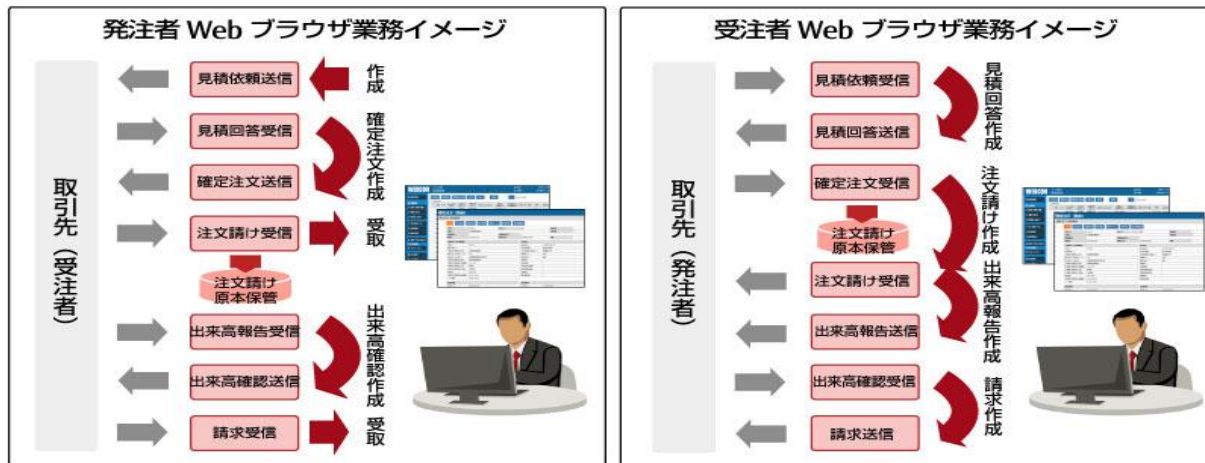 発注者 Web ブラウザ業務イメージ
取引先（受注者）
見積依頼送信
作成
見積回答受信
確定注文作成
確定注文送信
注文請け受信
受取
注文請け
原本保管
出来高報告受信
出来高確認作成
出来高確認送信
請求受信
受取
WEBCON
受注者 Web ブラウザ業務イメージ
取引先（発注者）
見積依頼受信
見積回答作成
見積回答送信
確定注文受信
注文請け作成
注文請け
原本保管
注文請け受信
出来高報告作成
出来高報告送信
出来高確認受信
請求作成
請求送信
WEBCON